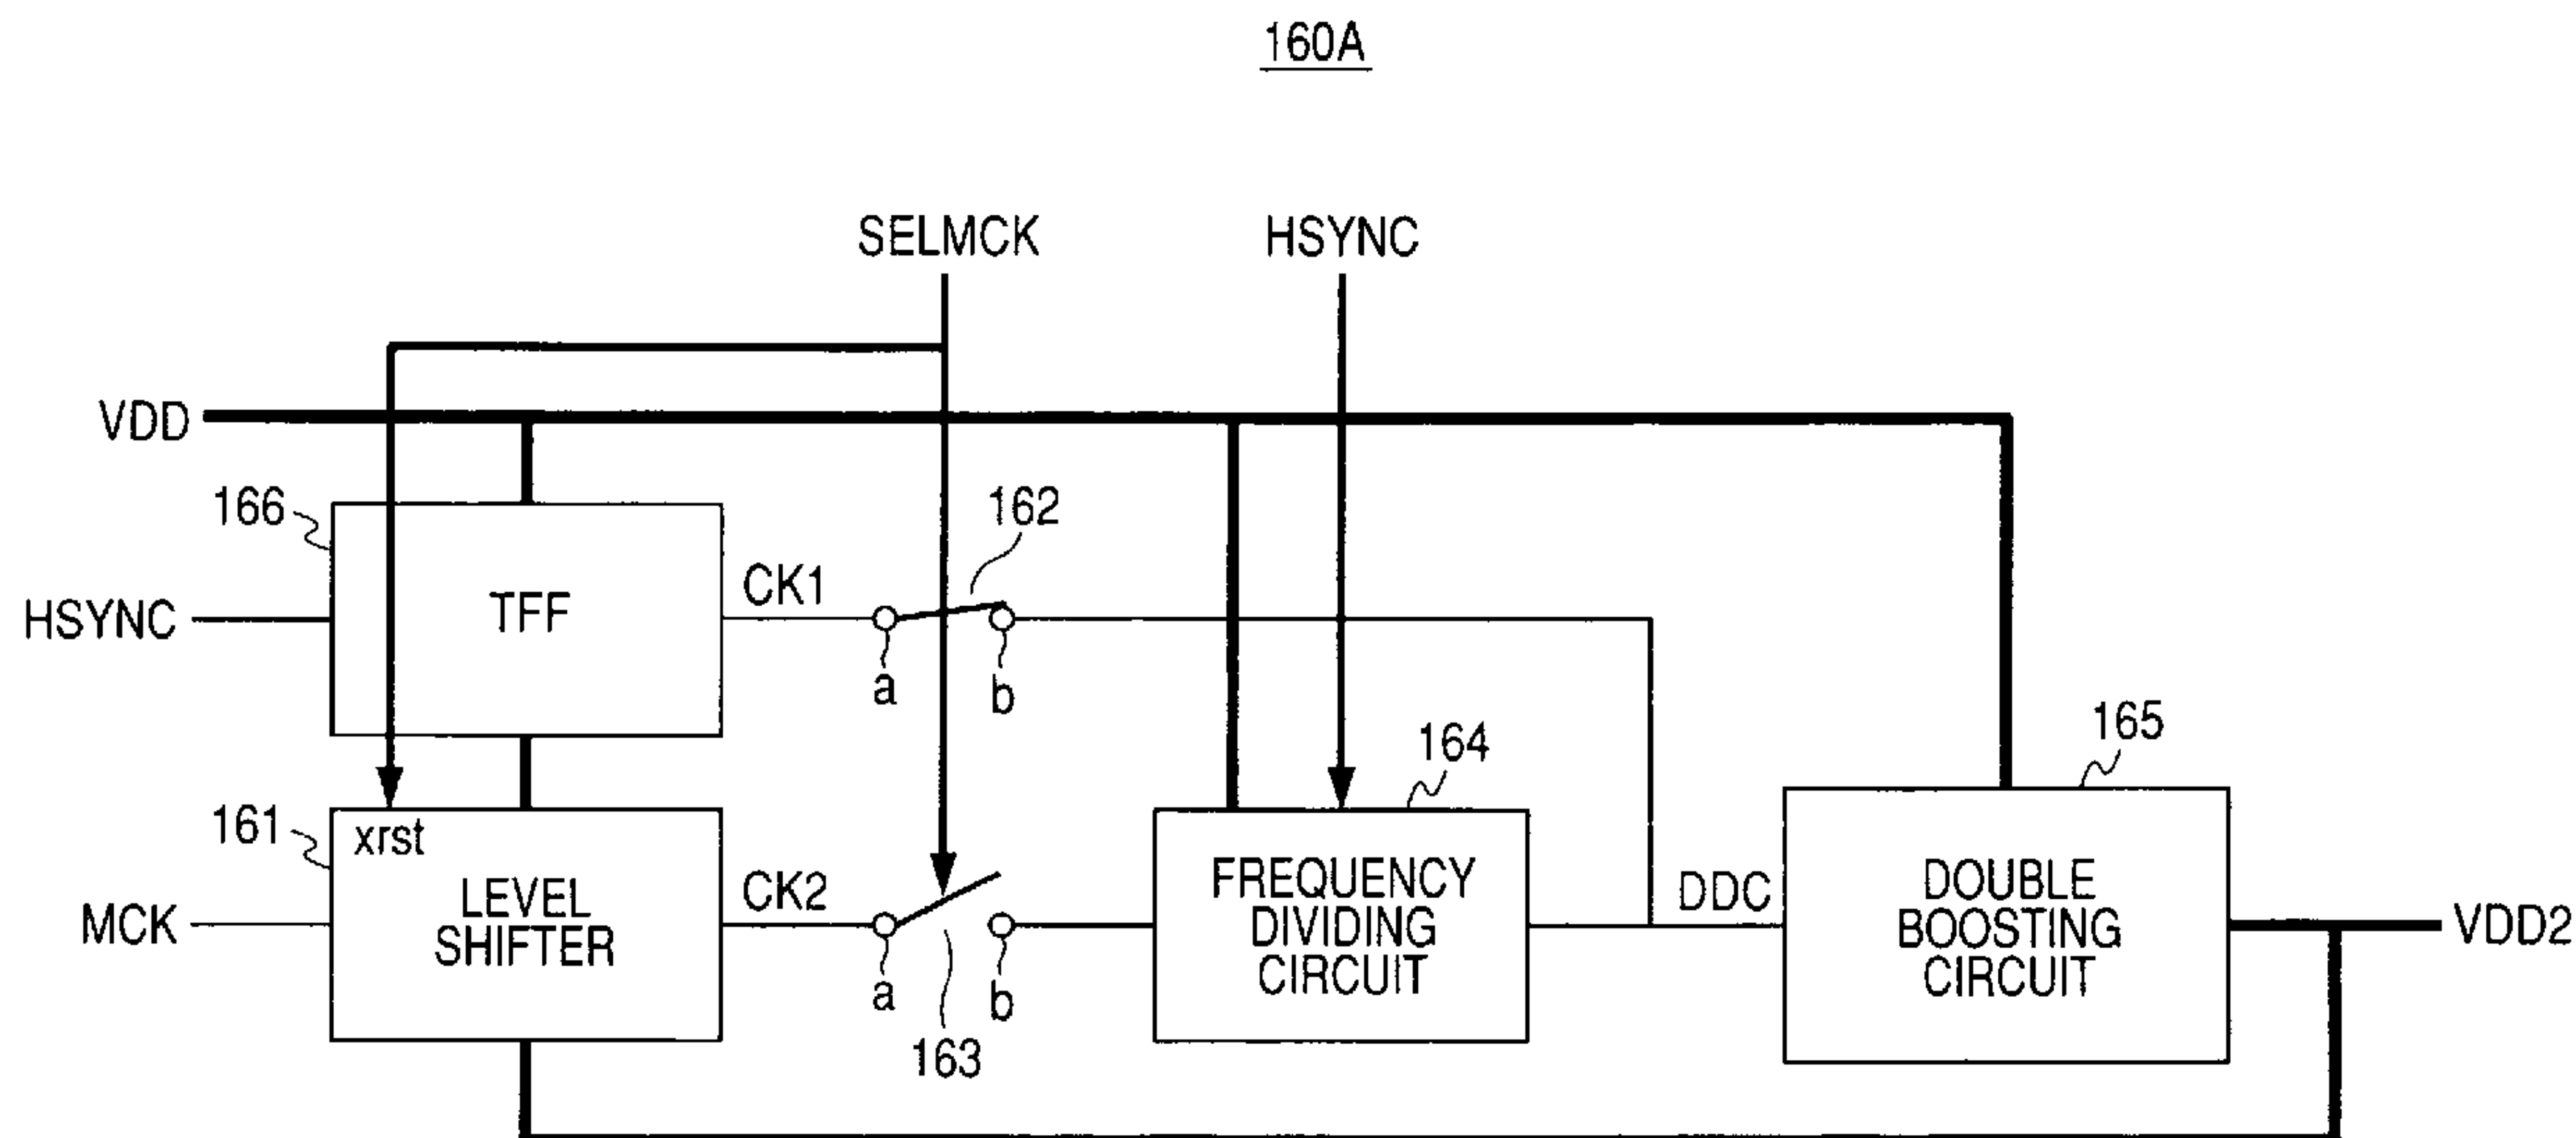 160A
SELMCK
HSYNC
VDD
166
162
TFF
CK1
HSYNC
a
b
164
165
161
xrst
LEVEL
SHIFTER
CK2
MCK
a
b
163
FREQUENCY
DIVIDING
CIRCUIT
DDC
DOUBLE
BOOSTING
CIRCUIT
VDD2